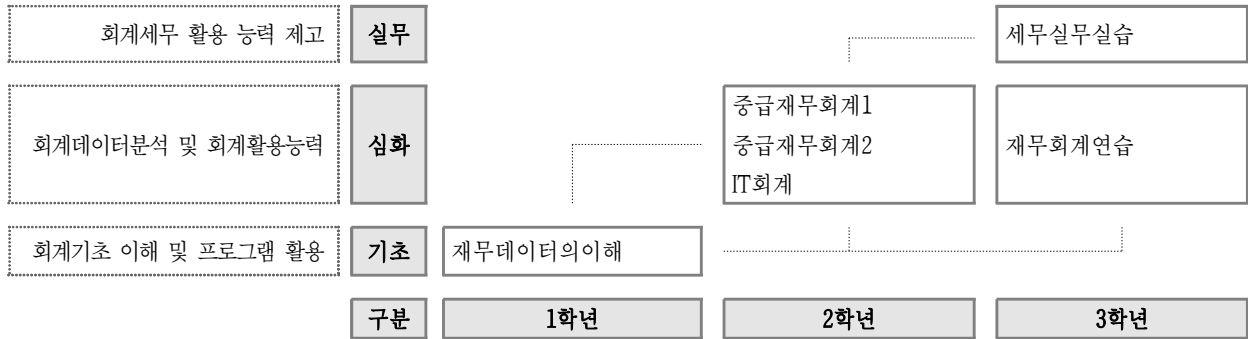 회계세무 활용 능력 제고
실무
세무실무실습
회계데이터분석 및 회계활용능력
심화
중급재무회계1
중급재무회계2
IT회계
재무회계연습
회계기초 이해 및 프로그램 활용
기초
재무데이터의이해
구분
1학년
2학년
3학년